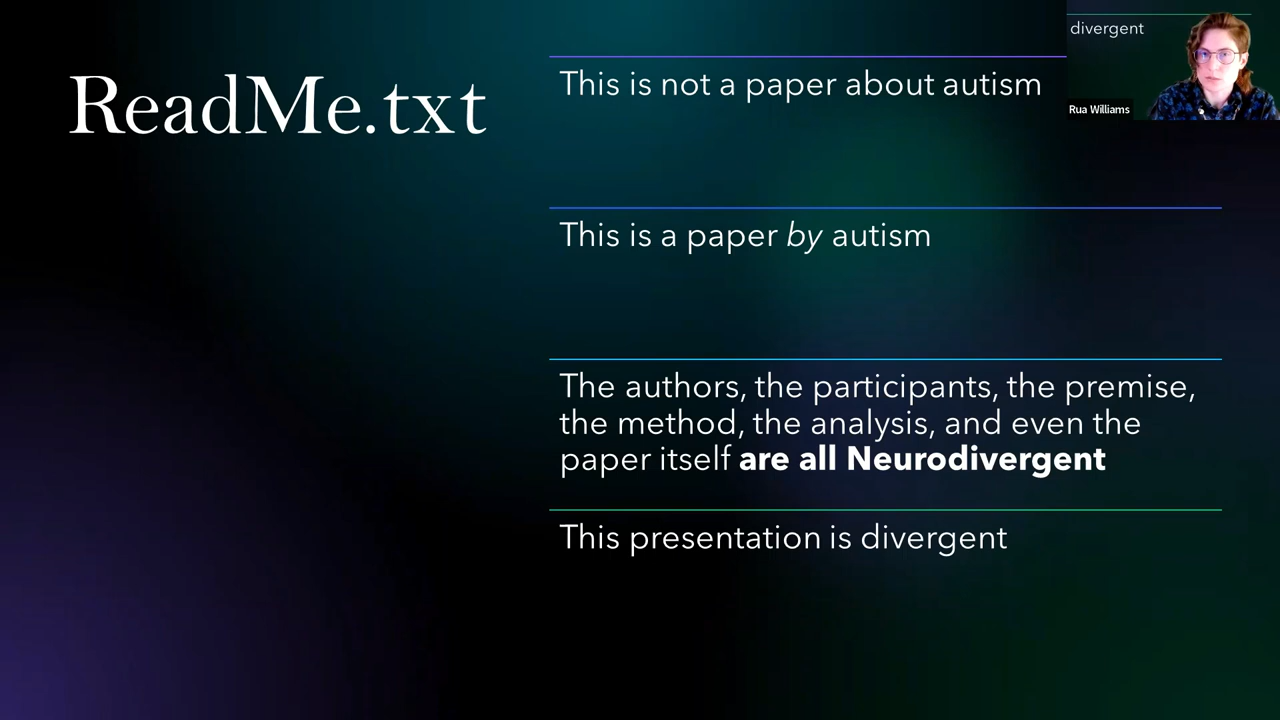 ReadMe.txt
This is not a paper about autism
divergent
Rua Williams
This is a paper by autism
The authors, the participants, the premise,
the method, the analysis, and even the
paper itself are all Neurodivergent
This presentation is divergent